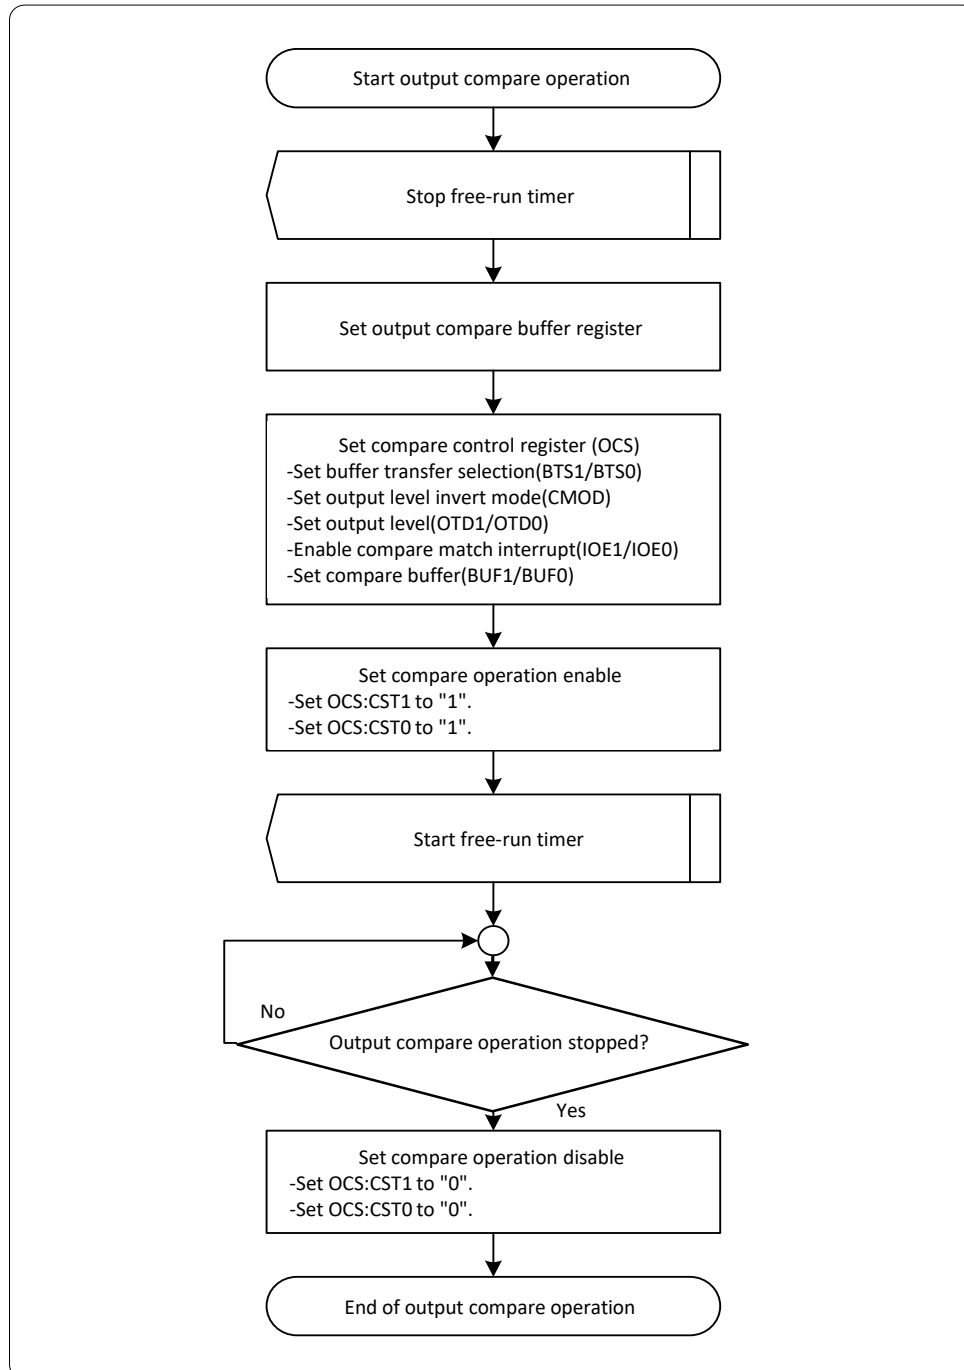 Start output compare operation
Stop free-run timer
Set output compare buffer register
Set compare control register (OCS)
-Set buffer transfer selection(BTS1/BTS0)
-Set output level invert mode(CMOD)
-Set output level(OTD1/OTD0)
-Enable compare match interrupt(IOE1/IOE0)
-Set compare buffer(BUF1/BUF0)
Set compare operation enable
-Set OCS:CST1 to "1".
-Set OCS:CST0 to "1".
Start free-run timer
No
Output compare operation stopped?
Yes
Set compare operation disable
-Set OCS:CST1 to "0".
-Set OCS:CST0 to "0".
End of output compare operation